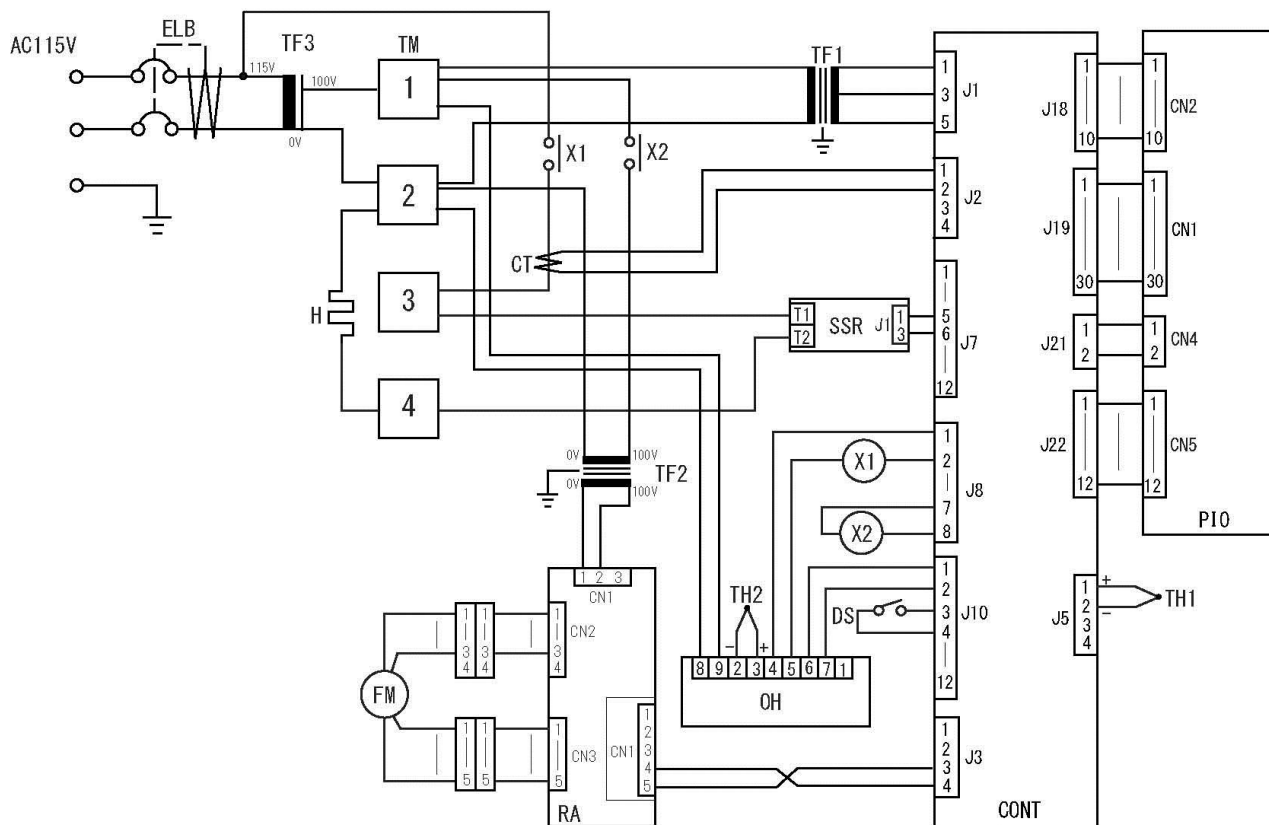 AC115V
ELB
TF3
115V
100V
0V
TM
1
2
3
4
H
X1
X2
CT
TF1
TF2
0V
100V
0V
100V
SSR
T1
T2
J1
1
3
CONT
J1
1
3
5
J2
1
2
3
4
J7
1
5
6
12
J8
1
2
7
8
X1
X2
J10
1
2
3
4
12
DS
J3
1
2
3
4
J18
1
10
J19
1
30
J21
1
2
J22
1
12
J5
1
2
3
4
+
-
TH1
PIO
CN2
1
10
CN1
1
30
CN4
1
2
CN5
1
12
TH2
-
+
8 9 2 3 4 5 6 7 1
OH
1 2 3
CN1
CN2
1
3
4
1
3
4
1
3
4
FM
CN3
1
5
1
5
1
5
CN1
1
2
3
4
5
RA